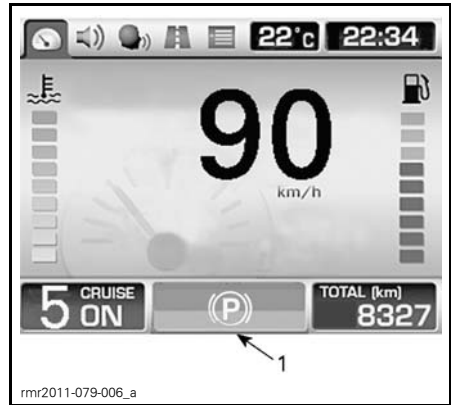 22°c 22:34
90
km/h
5 CRUISE ON
(P)
TOTAL (km)
8327
1
rmr2011-079-006_a